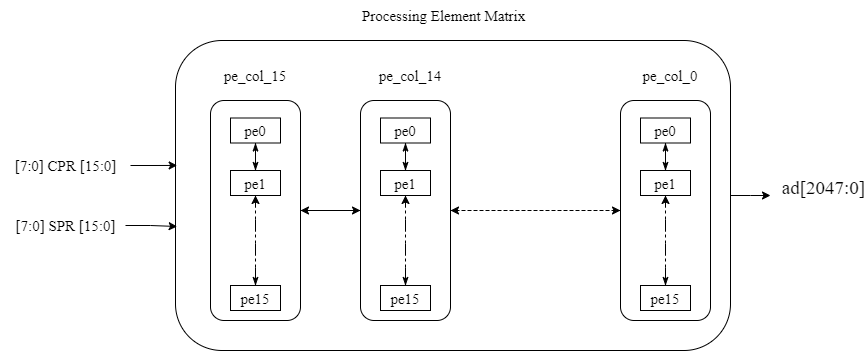 Processing Element Matrix
pe_col_15
pe_col_14
pe_col_0
pe0
pe0
pe0
[7:0] CPR [15:0]
pe1
pe1
pe1
ad[2047:0]
[7:0] SPR [15:0]
pe15
pe15
pe15